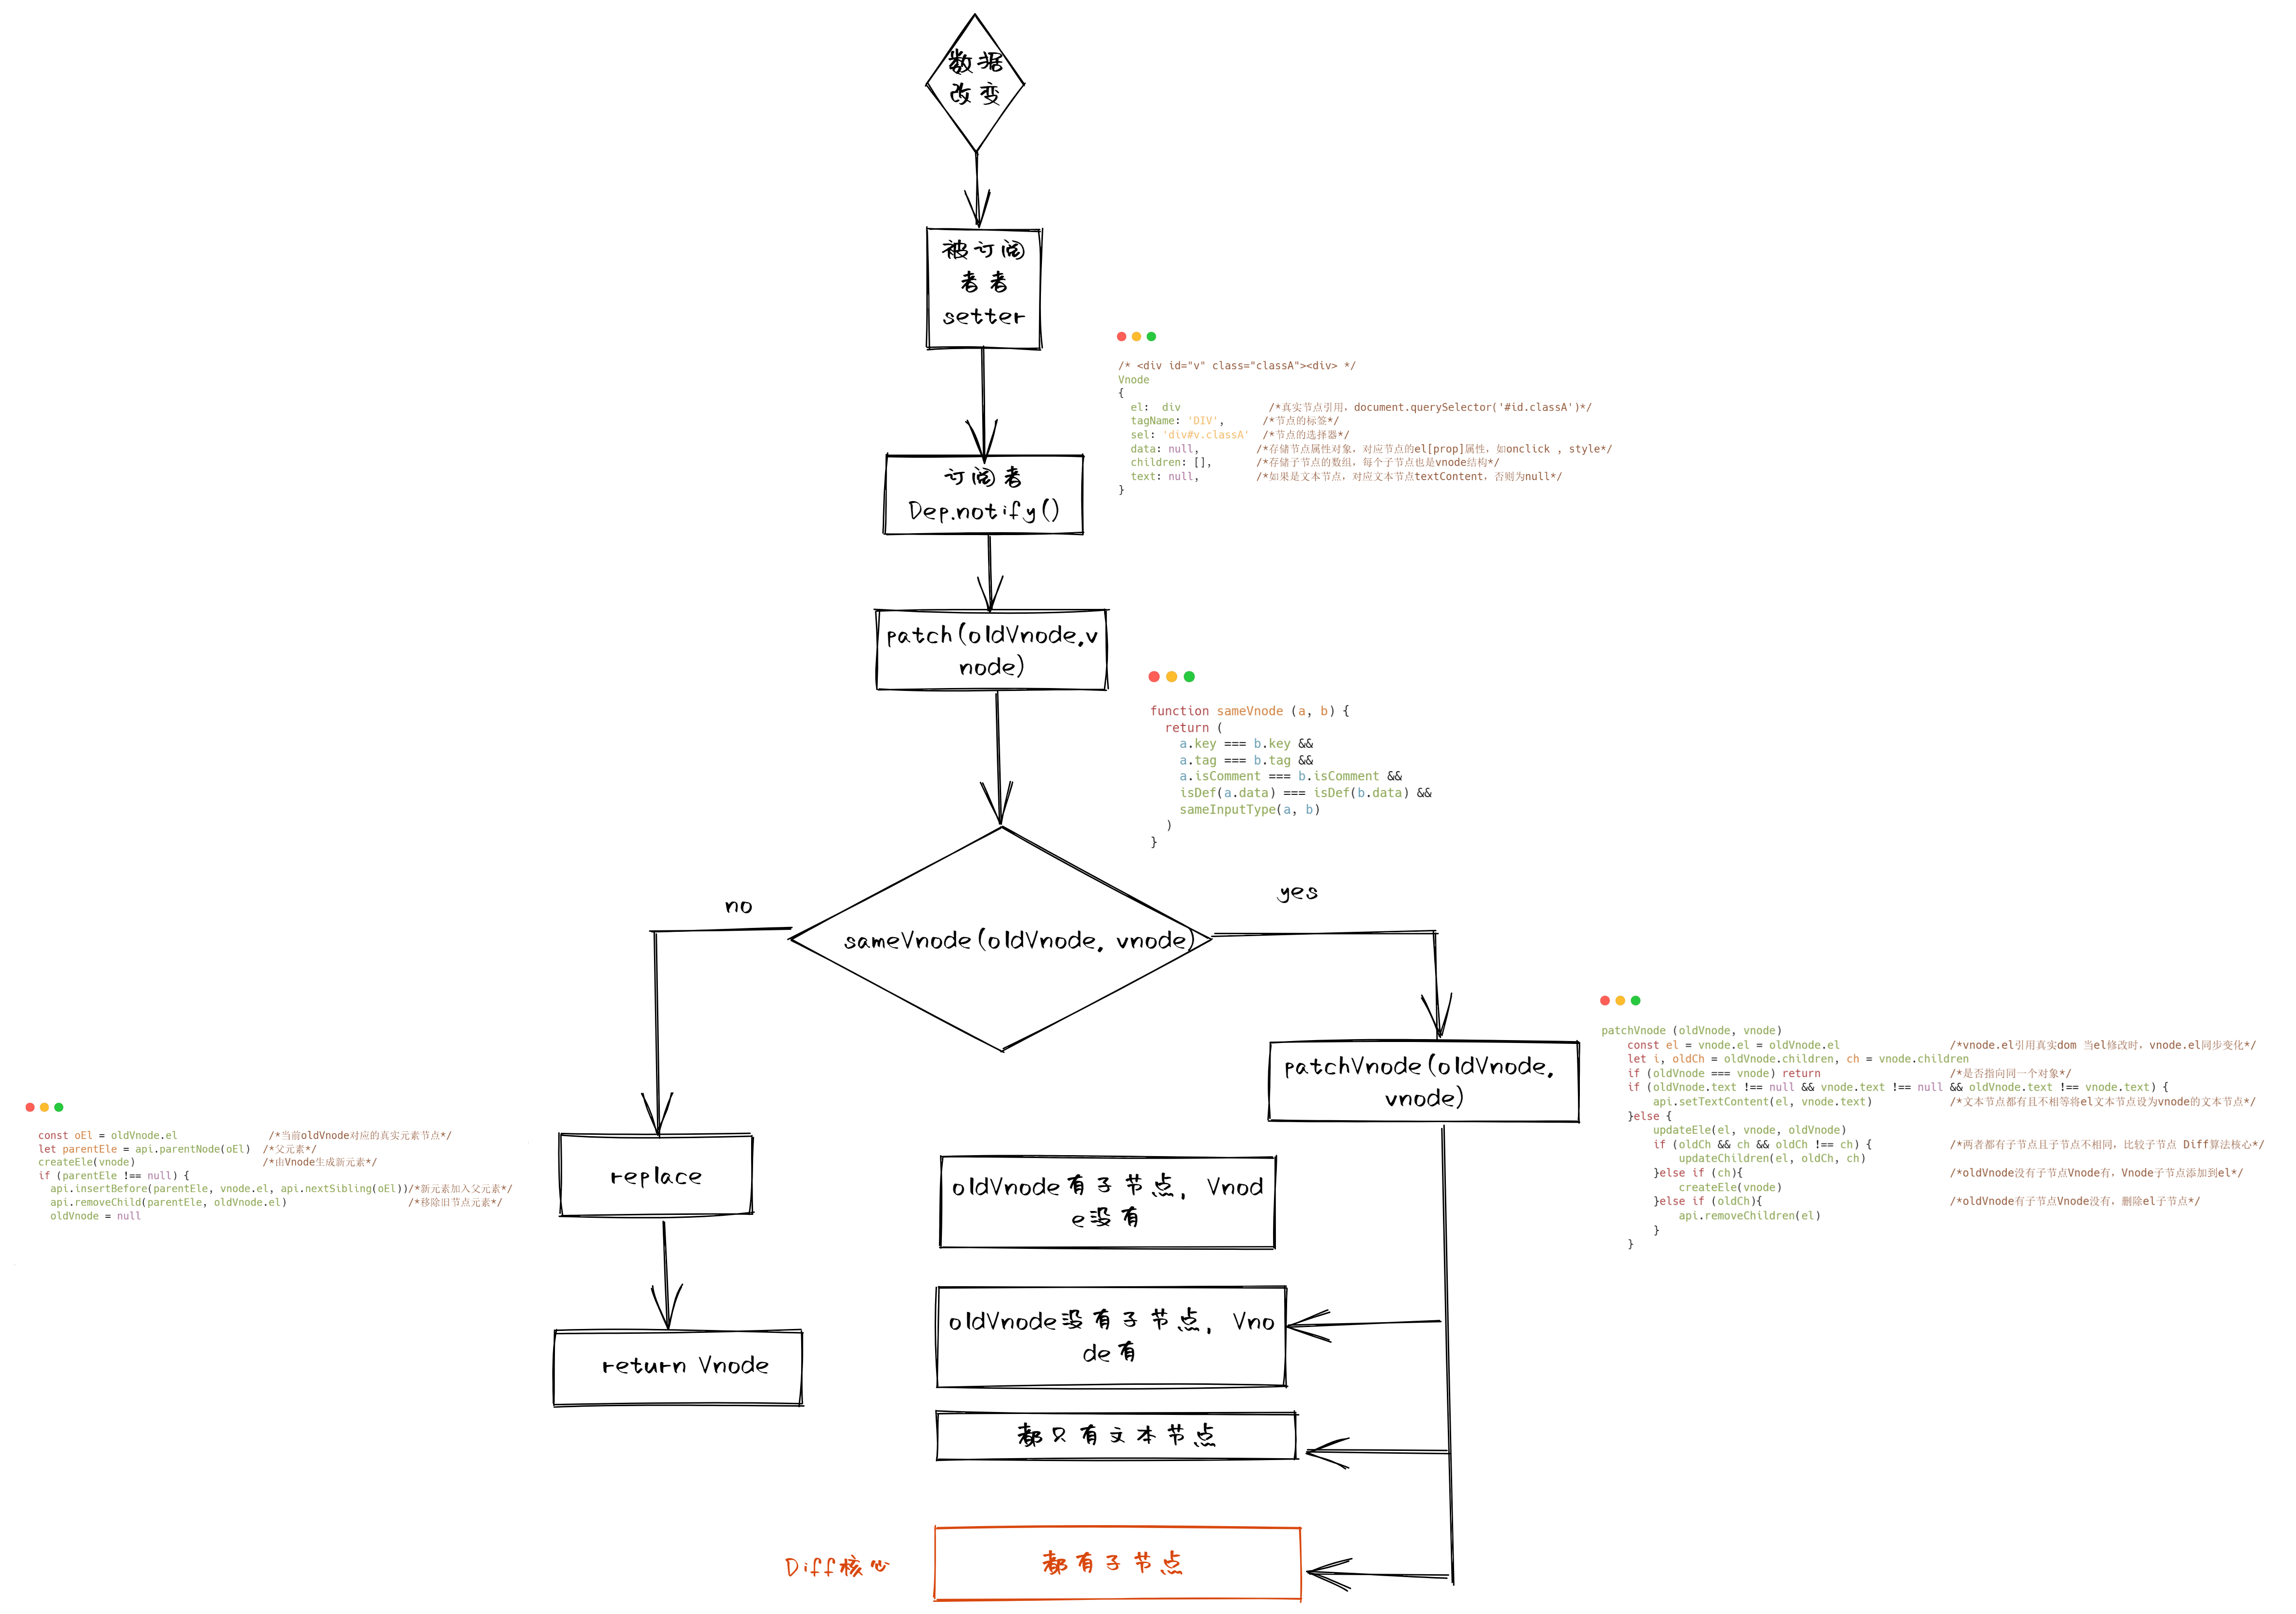 数据
改变
被订阅
者者
setter
/* <div id="v" class="classA"><div> */
Vnode
{
el:  div  /*真实节点引用，document.querySelector('#id.classA')*/
tagName: 'DIV',  /*节点的标签*/
sel: 'div#v.classA'  /*节点的选择器*/
data: null,  /*存储节点属性对象，对应节点的el[prop]属性，如onclick , style*/
children: [],  /*存储子节点的数组，每个子节点也是vnode结构*/
text: null,  /*如果是文本节点，对应文本节点textContent，否则为null*/
}
订阅者
Dep.notify()
patch(oldVnode,v
node)
function sameVnode (a, b) {
return (
a.key === b.key &&
a.tag === b.tag &&
a.isComment === b.isComment &&
isDef(a.data) === isDef(b.data) &&
sameInputType(a, b)
)
}
no
yes
sameVnode(oldVnode, vnode)
patchVnode(oldVnode,
vnode)
patchVnode (oldVnode, vnode)
const el = vnode.el = oldVnode.el  /*vnode.el引用真实dom 当el修改时，vnode.el同步变化*/
let i, oldCh = oldVnode.children, ch = vnode.children
if (oldVnode === vnode) return  /*是否指向同一个对象*/
if (oldVnode.text !== null && vnode.text !== null && oldVnode.text !== vnode.text) {
api.setTextContent(el, vnode.text)  /*文本节点都有且不相等将el文本节点设为vnode的文本节点*/
}else {
updateEle(el, vnode, oldVnode)
if (oldCh && ch && oldCh !== ch) {  /*两者都有子节点且子节点不相同，比较子节点 Diff算法核心*/
updateChildren(el, oldCh, ch)
}else if (ch){  /*oldVnode没有子节点Vnode有，Vnode子节点添加到el*/
createEle(vnode)
}else if (oldCh){  /*oldVnode有子节点Vnode没有，删除el子节点*/
api.removeChildren(el)
}
}
const oEl = oldVnode.el  /*当前oldVnode对应的真实元素节点*/
let parentEle = api.parentNode(oEl)  /*父元素*/
createEle(vnode)  /*由Vnode生成新元素*/
if (parentEle !== null) {
api.insertBefore(parentEle, vnode.el, api.nextSibling(oEl))/*新元素加入父元素*/
api.removeChild(parentEle, oldVnode.el)  /*移除旧节点元素*/
oldVnode = null
replace
return Vnode
oldVnode有子节点，Vnod
e没有
oldVnode没有子节点，Vno
de有
都只有文本节点
Diff核心
都有子节点